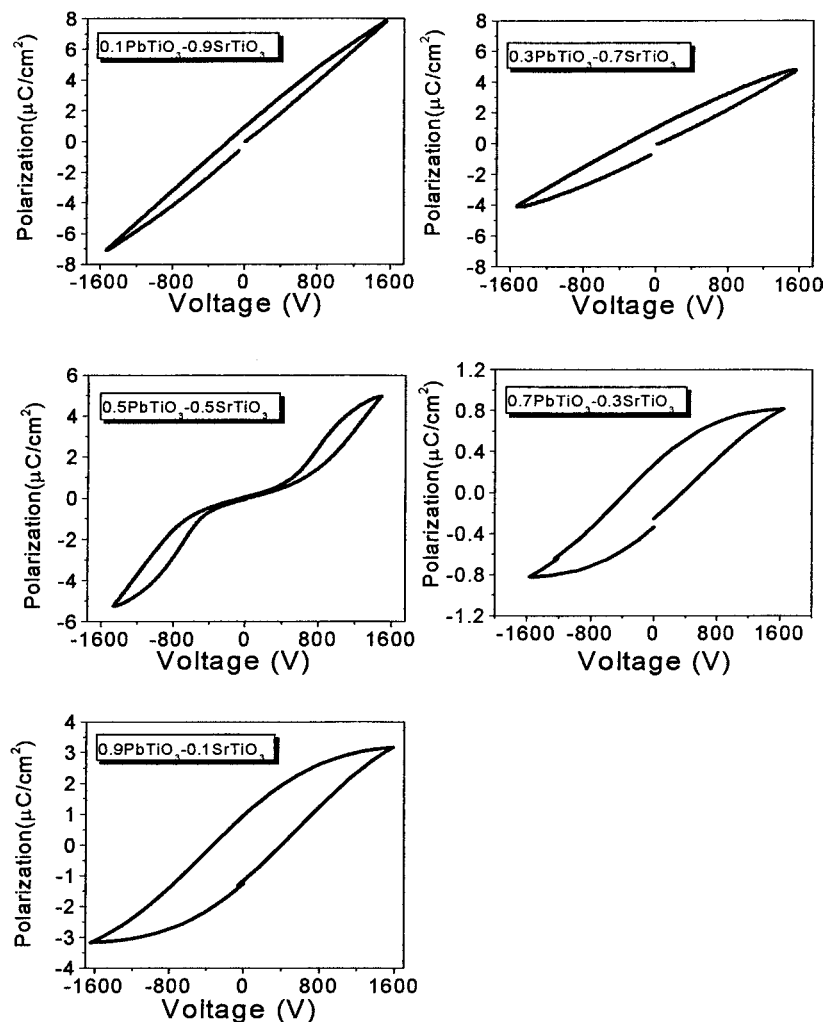 0.1PbTiO₃-0.9SrTiO₃
Polarization(μC/cm²)
8
6
4
2
0
-2
-4
-6
-8
-1600 -800 0 800 1600
Voltage (V)
0.3PbTiO₃-0.7SrTiO₃
Polarization(μC/cm²)
8
6
4
2
0
-2
-4
-6
-8
-1600 -800 0 800 1600
Voltage (V)
0.5PbTiO₃-0.5SrTiO₃
Polarization(μC/cm²)
6
4
2
0
-2
-4
-6
-1600 -800 0 800 1600
Voltage (V)
0.7PbTiO₃-0.3SrTiO₃
Polarization(μC/cm²)
1.2
0.8
0.4
0.0
-0.4
-0.8
-1.2
-1600 -800 0 800 1600
Voltage (V)
0.9PbTiO₃-0.1SrTiO₃
Polarization(μC/cm²)
4
3
2
1
0
-1
-2
-3
-4
-1600 -800 0 800 1600
Voltage (V)